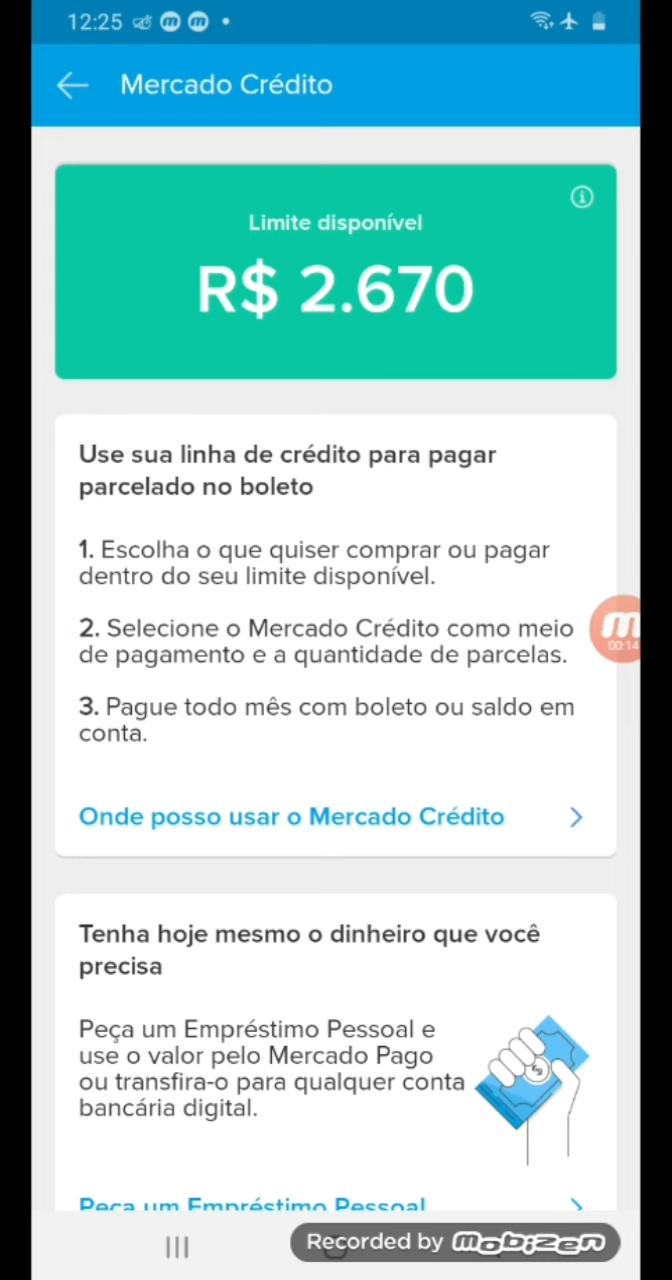 12:25
Mercado Crédito
Limite disponível
R$ 2.670
Use sua linha de crédito para pagar
parcelado no boleto
1. Escolha o que quiser comprar ou pagar
dentro do seu limite disponível.
2. Selecione o Mercado Crédito como meio
de pagamento e a quantidade de parcelas.
3. Pague todo mês com boleto ou saldo em
conta.
00:14
Onde posso usar o Mercado Crédito
Tenha hoje mesmo o dinheiro que você
precisa
Peça um Empréstimo Pessoal e
use o valor pelo Mercado Pago
ou transfira-o para qualquer conta
bancária digital.
Peça um Empréstimo Pessoal
Recorded by mobizen